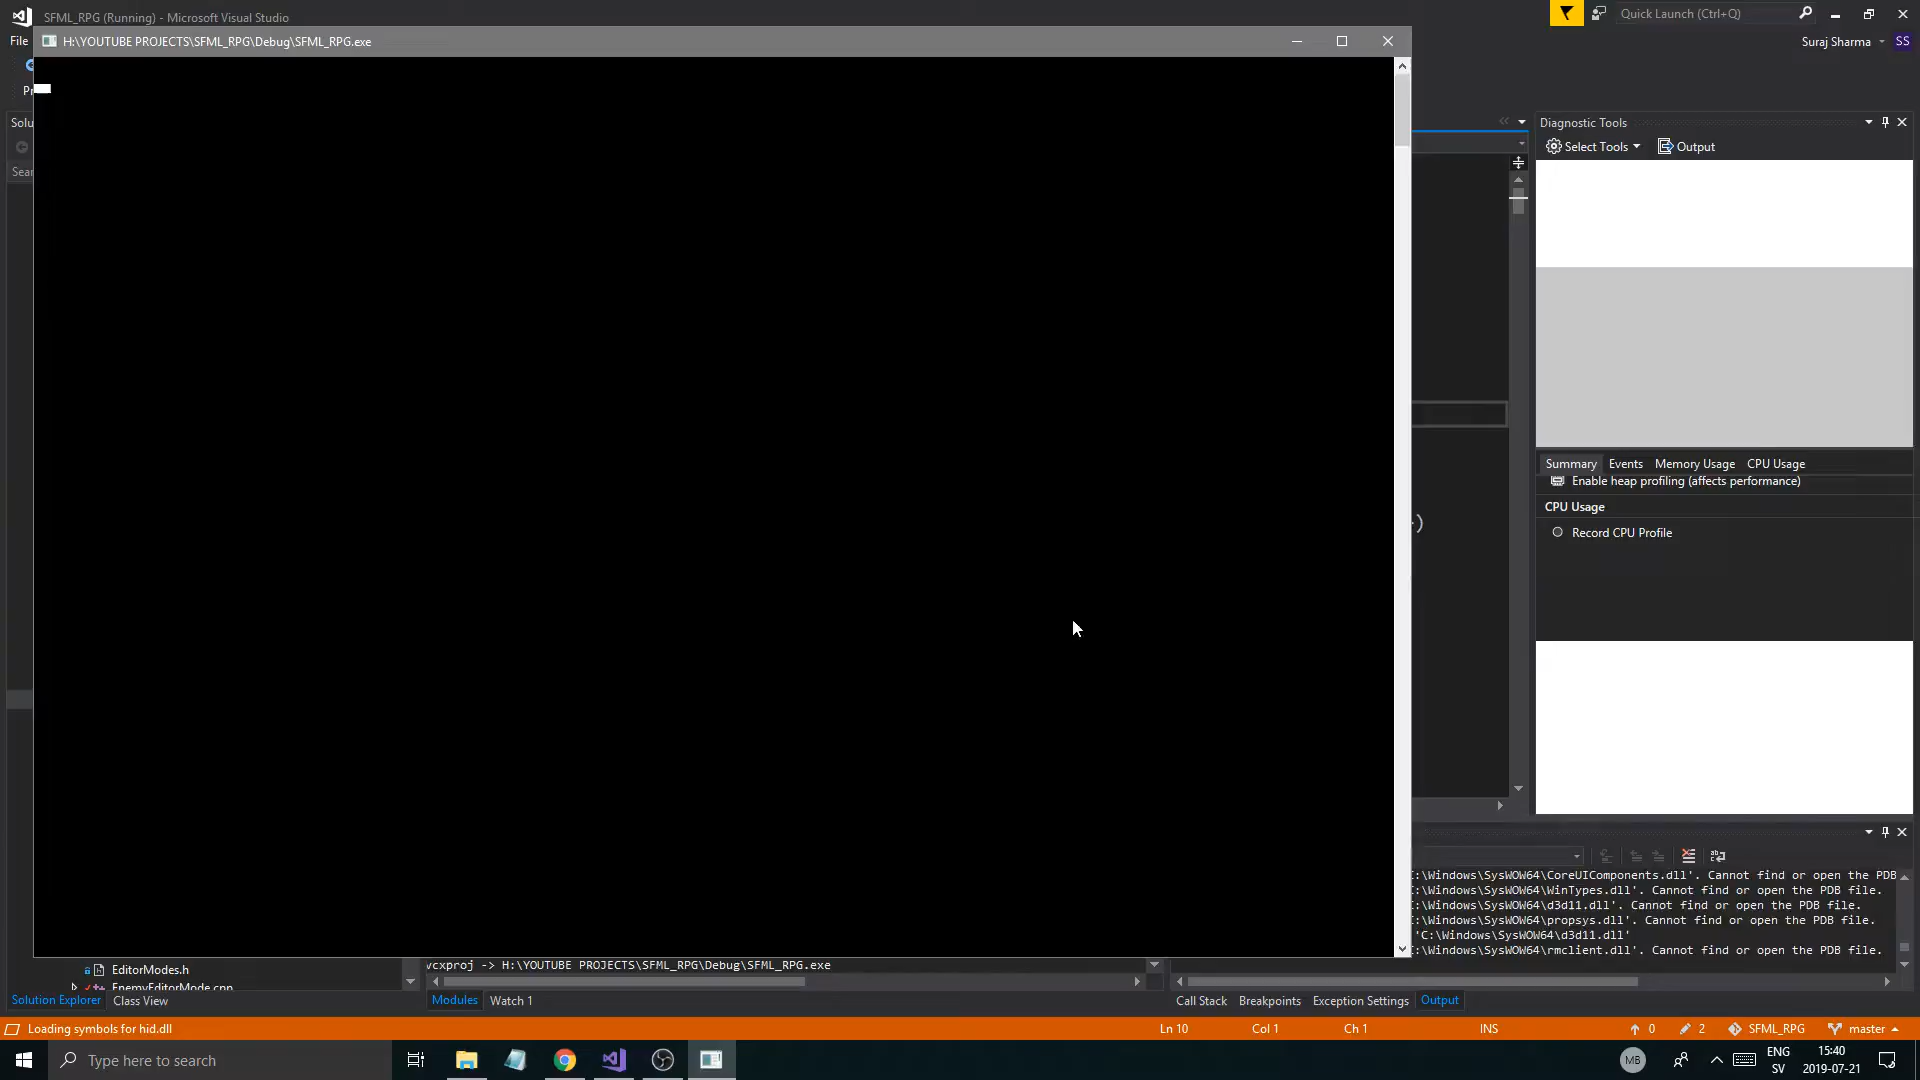 SFML_RPG (Running) - Microsoft Visual Studio
Quick Launch (Ctrl+Q)
File
H:\YOUTUBE PROJECTS\SFML_RPG\Debug\SFML_RPG.exe
Suraj Sharma
SS
Pr
Solu
Sear
Diagnostic Tools
Select Tools
Output
Summary
Events
Memory Usage
CPU Usage
Enable heap profiling (affects performance)
CPU Usage
Record CPU Profile
)
:\Windows\SysWOW64\CoreUIComponents.dll'. Cannot find or open the PDB
:\Windows\SysWOW64\WinTypes.dll'. Cannot find or open the PDB file.
:\Windows\SysWOW64\d3d11.dll'. Cannot find or open the PDB file.
:\Windows\SysWOW64\propsys.dll'. Cannot find or open the PDB file.
'C:\Windows\SysWOW64\d3d11.dll'
:\Windows\SysWOW64\rmclient.dll'. Cannot find or open the PDB file.
vcxproj -> H:\YOUTUBE PROJECTS\SFML_RPG\Debug\SFML_RPG.exe
EditorModes.h
EnemyEditorMode.cpp
Solution Explorer
Class View
Modules
Watch 1
Call Stack
Breakpoints
Exception Settings
Output
Loading symbols for hid.dll
Ln 10
Col 1
Ch 1
INS
0
2
SFML_RPG
master
Type here to search
MB
ENG
SV
15:40
2019-07-21